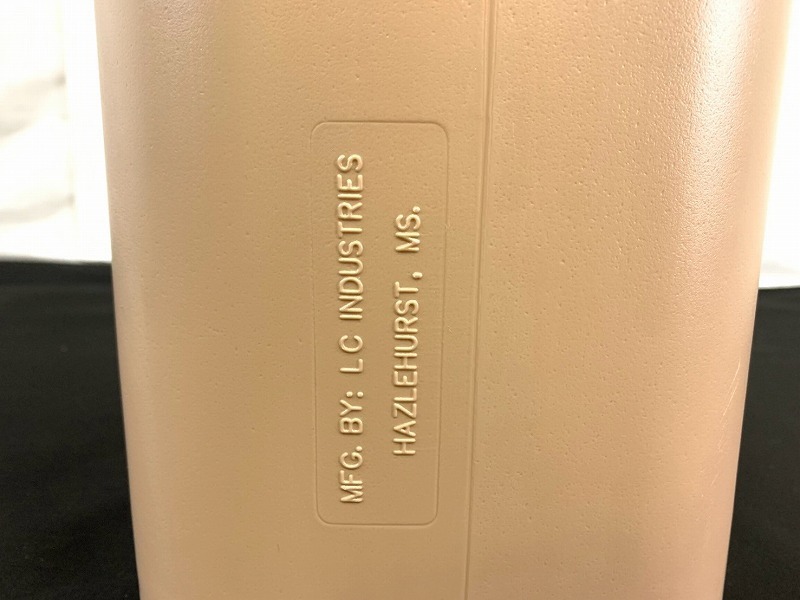 MFG. BY: L C INDUSTRIES
HAZLEHURST, MS.